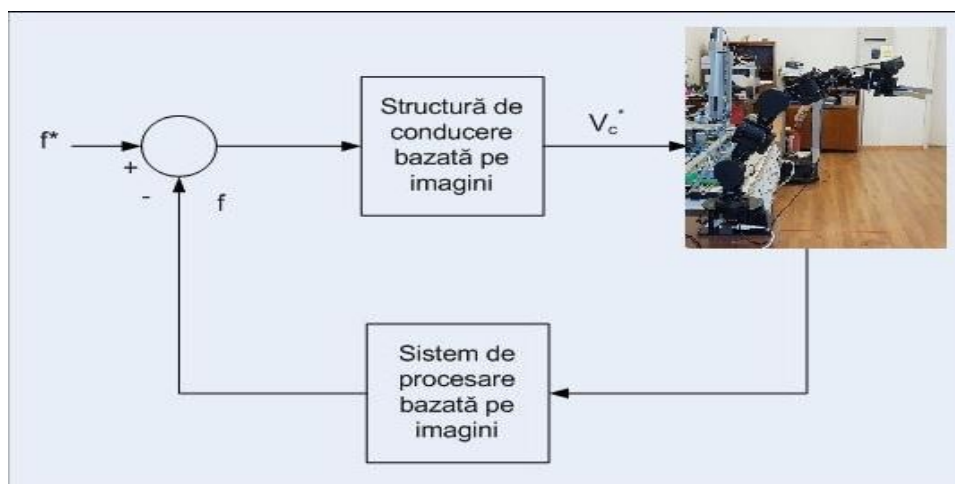 Structură de
conducere
bazată pe
imagini
V_c^*
f*
+
-
f
Sistem de
procesare
bazată pe
imagini